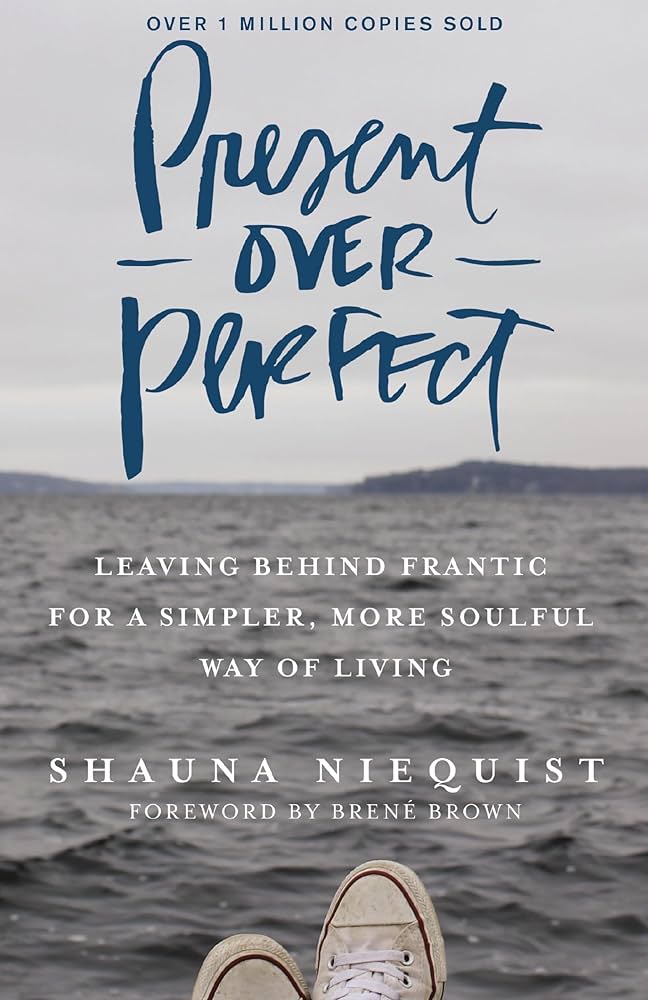 OVER 1 MILLION COPIES SOLD
Present
OVER
PERFECT
LEAVING BEHIND FRANTIC
FOR A SIMPLER, MORE SOULFUL
WAY OF LIVING
SHAUNA NIEQUIST
FOREWORD BY BRENÉ BROWN